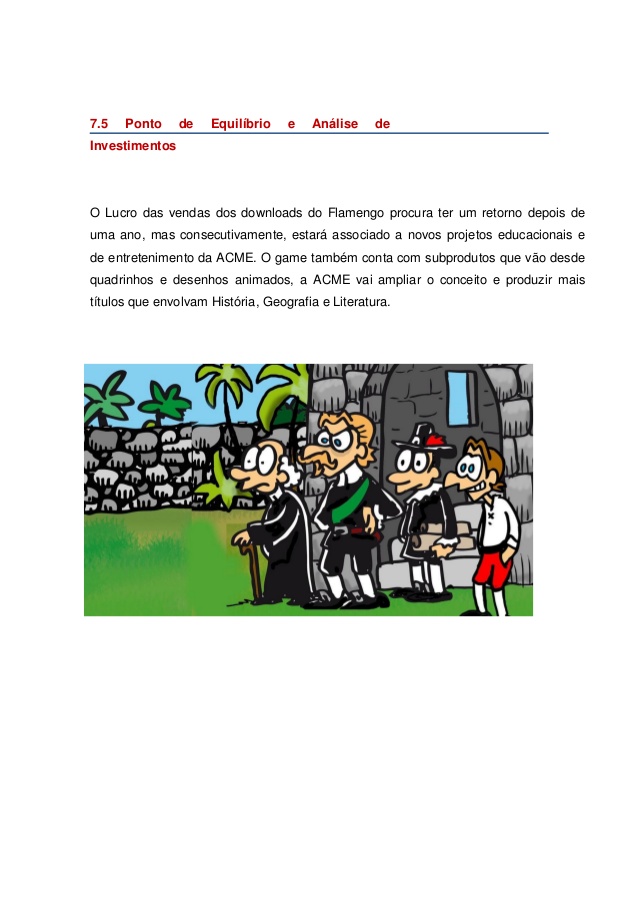 7.5 Ponto de Equilíbrio e Análise de
Investimentos
O Lucro das vendas dos downloads do Flamengo procura ter um retorno depois de
uma ano, mas consecutivamente, estará associado a novos projetos educacionais e
de entretenimento da ACME. O game também conta com subprodutos que vão desde
quadrinhos e desenhos animados, a ACME vai ampliar o conceito e produzir mais
títulos que envolvam História, Geografia e Literatura.